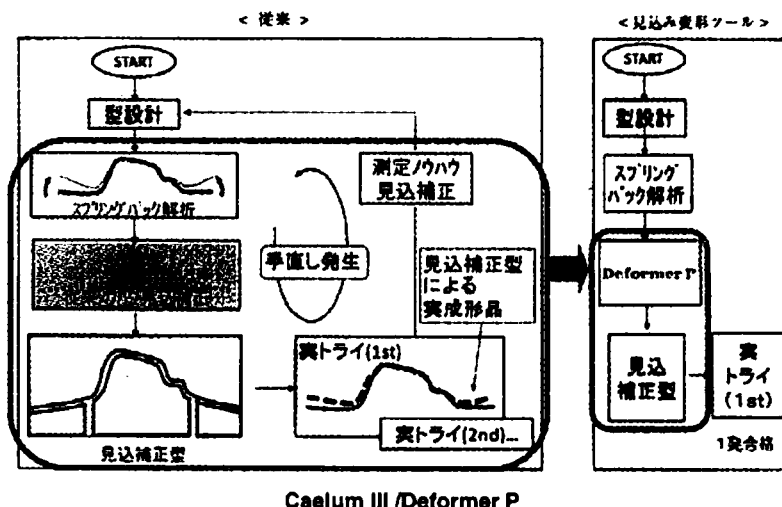 < 従来 >
START
型設計
スプリングバック解析
見込補正型
手直し発生
測定ノウハウ
見込補正
見込補正型
による
実成形品
実トライ(1st)
実トライ(2nd)...
<見込み変形ツール>
START
型設計
スプリング
バック解析
Deformer P
見込
補正型
実
トライ
(1st)
1発合格
Caelum III /Deformer P